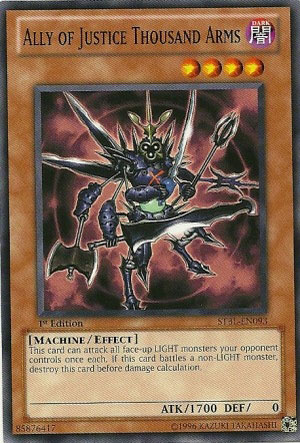 ALLY OF JUSTICE THOUSAND ARMS
DARK
闇
1st Edition
STBL-EN093
[MACHINE/EFFECT]
This card can attack all face-up LIGHT monsters your opponent
controls once each. If this card battles a non-LIGHT monster,
destroy this card before damage calculation.
ATK/1700 DEF/ 0
85876417
©1996 KAZUKI TAKAHASHI